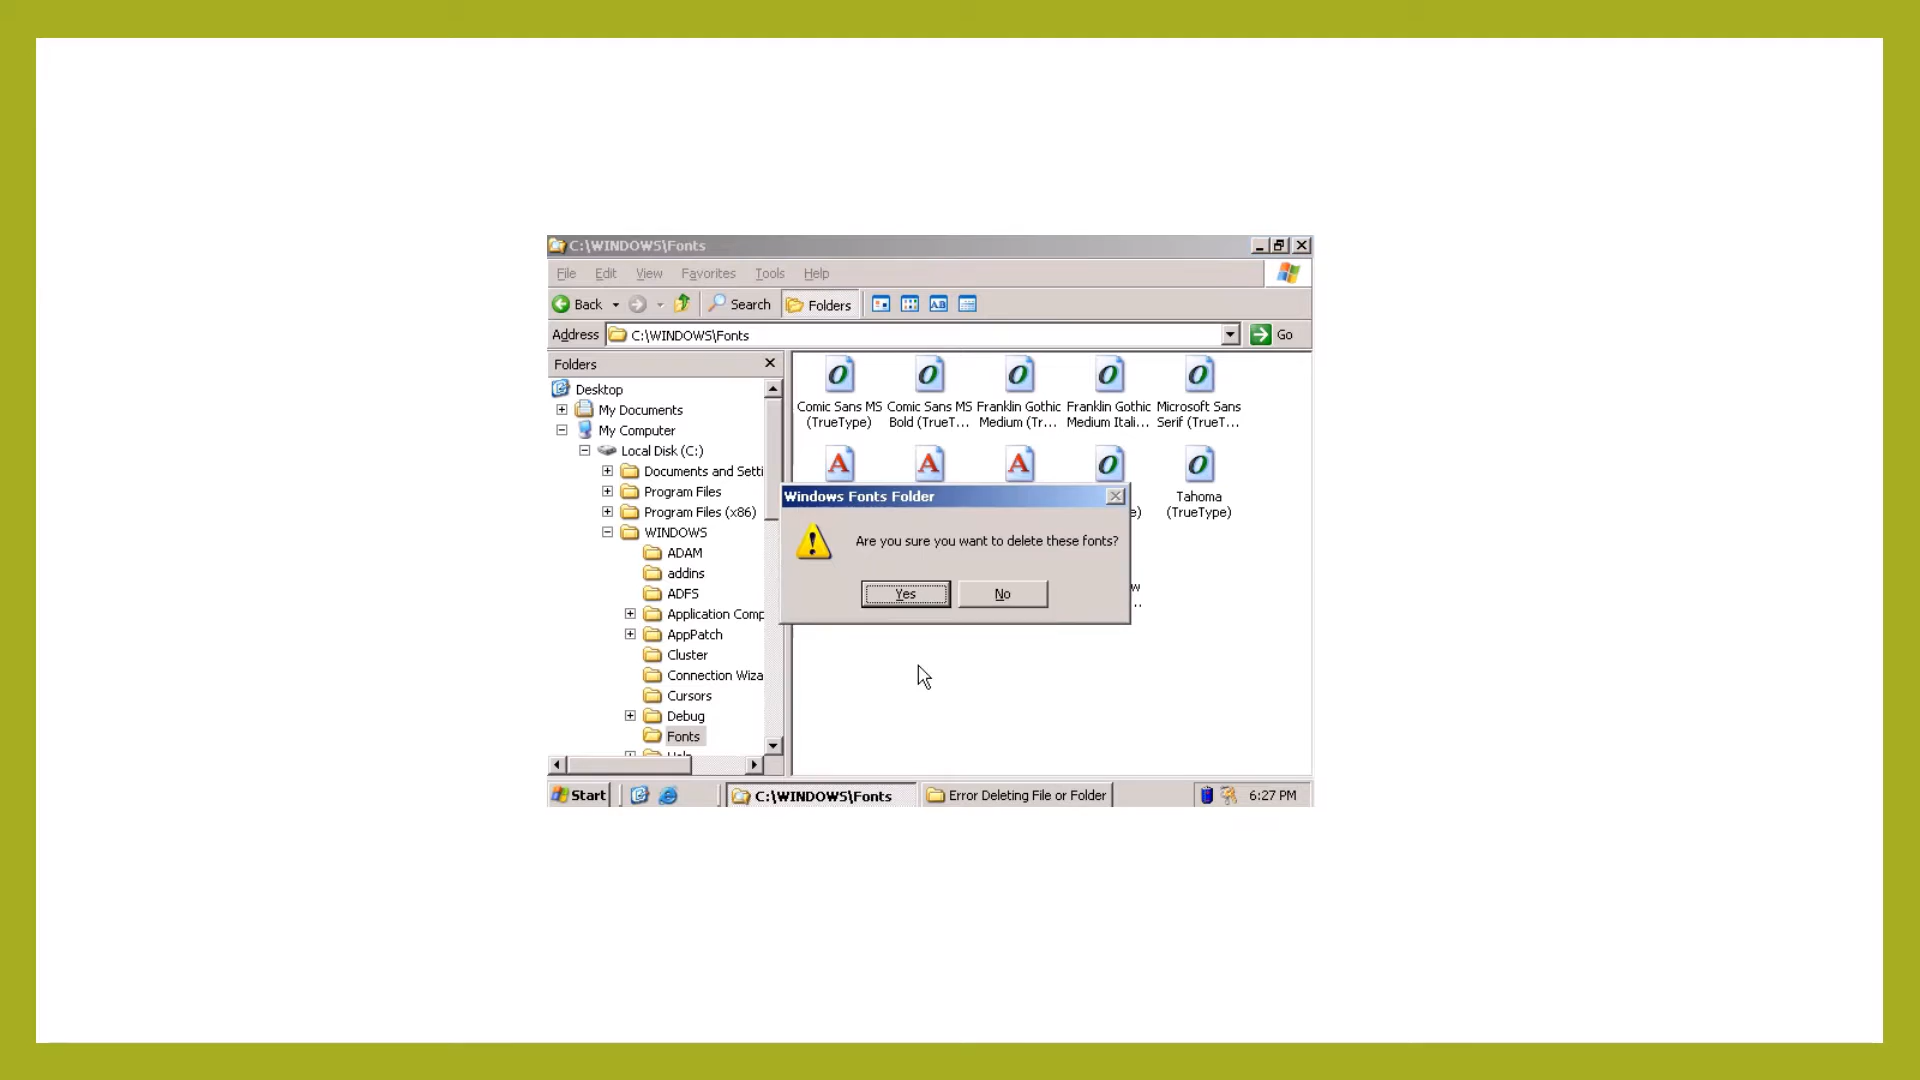 C:\WINDOWS\Fonts
File Edit View Favorites Tools Help
Back Search Folders
Address C:\WINDOWS\Fonts Go
Folders
Desktop
My Documents
My Computer
Local Disk (C:)
Documents and Setti
Program Files
Program Files (x86)
WINDOWS
ADAM
addins
ADFS
Application Comp
AppPatch
Cluster
Connection Wiza
Cursors
Debug
Fonts
Comic Sans MS (TrueType)
Comic Sans MS Bold (TrueT...
Franklin Gothic Medium (Tr...
Franklin Gothic Medium Itali...
Microsoft Sans Serif (TrueT...
Tahoma (TrueType)
Windows Fonts Folder
Are you sure you want to delete these fonts?
Yes No
Start C:\WINDOWS\Fonts Error Deleting File or Folder 6:27 PM